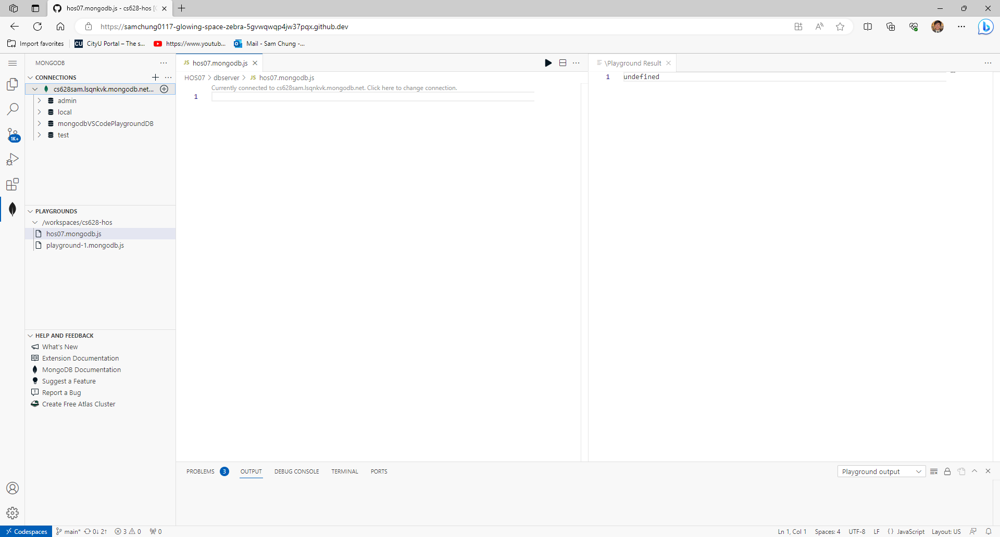 hos07.mongodb.js - cs628-hos [C
https://samchung0117-glowing-space-zebra-5gvwqwqp4jw37pqx.github.dev
Import favorites
CU CityU Portal – The s...
https://www.youtub...
Mail - Sam Chung -...
MONGODB
CONNECTIONS
cs628sam.lsqnkvk.mongodb.net...
admin
local
mongodbVSCodePlaygroundDB
test
1K+
PLAYGROUNDS
/workspaces/cs628-hos
hos07.mongodb.js
playground-1.mongodb.js
HELP AND FEEDBACK
What's New
Extension Documentation
MongoDB Documentation
Suggest a Feature
Report a Bug
Create Free Atlas Cluster
JS hos07.mongodb.js
HOS07 > dbserver > JS hos07.mongodb.js
Currently connected to cs628sam.lsqnkvk.mongodb.net. Click here to change connection.
1
\Playground Result
1 undefined
PROBLEMS 3 OUTPUT DEBUG CONSOLE TERMINAL PORTS
Playground output
Codespaces main* 0↓ 2↑ 3 0 0
Ln 1, Col 1 Spaces: 4 UTF-8 LF {} JavaScript Layout: US